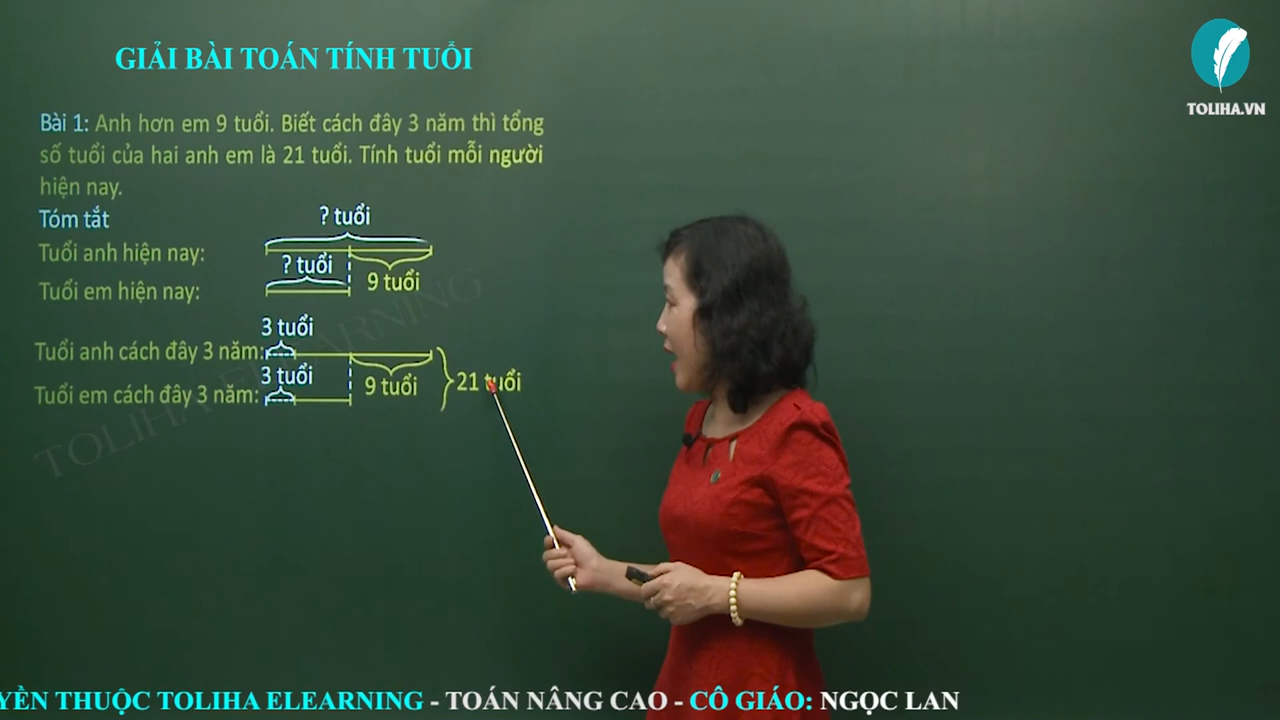 GIẢI BÀI TOÁN TÍNH TUỔI
TOLIHA.VN
Bài 1: Anh hơn em 9 tuổi. Biết cách đây 3 năm thì tổng
số tuổi của hai anh em là 21 tuổi. Tính tuổi mỗi người
hiện nay.
Tóm tắt
? tuổi
Tuổi anh hiện nay:
? tuổi
9 tuổi
Tuổi em hiện nay:
3 tuổi
Tuổi anh cách đây 3 năm:
3 tuổi
9 tuổi
21 tuổi
Tuổi em cách đây 3 năm:
TOLIHA ELEARNING
YỀN THUỘC TOLIHA ELEARNING - TOÁN NÂNG CAO - CÔ GIÁO: NGỌC LAN